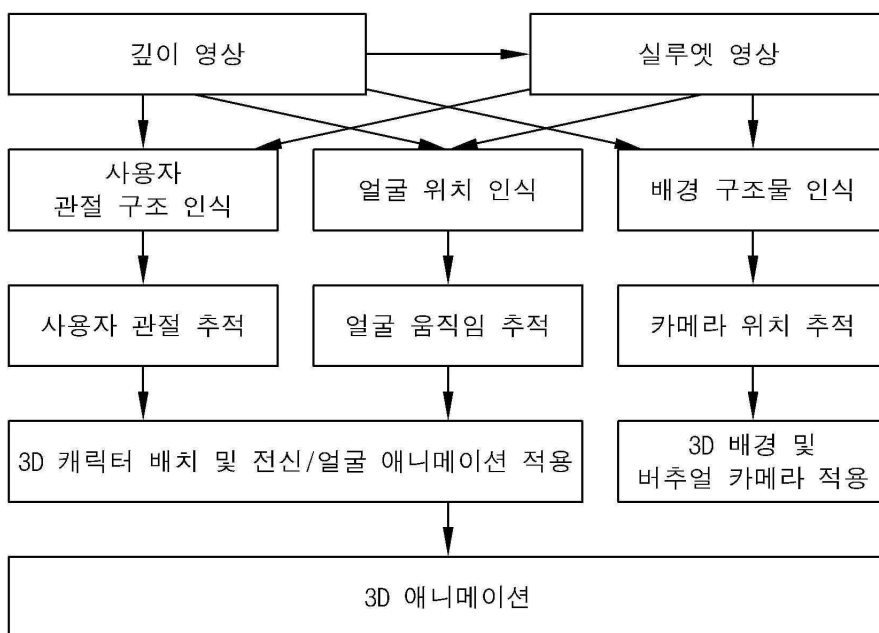 깊이 영상
실루엣 영상
사용자
관절 구조 인식
얼굴 위치 인식
배경 구조물 인식
사용자 관절 추적
얼굴 움직임 추적
카메라 위치 추적
3D 캐릭터 배치 및 전신/얼굴 애니메이션 적용
3D 배경 및
버추얼 카메라 적용
3D 애니메이션